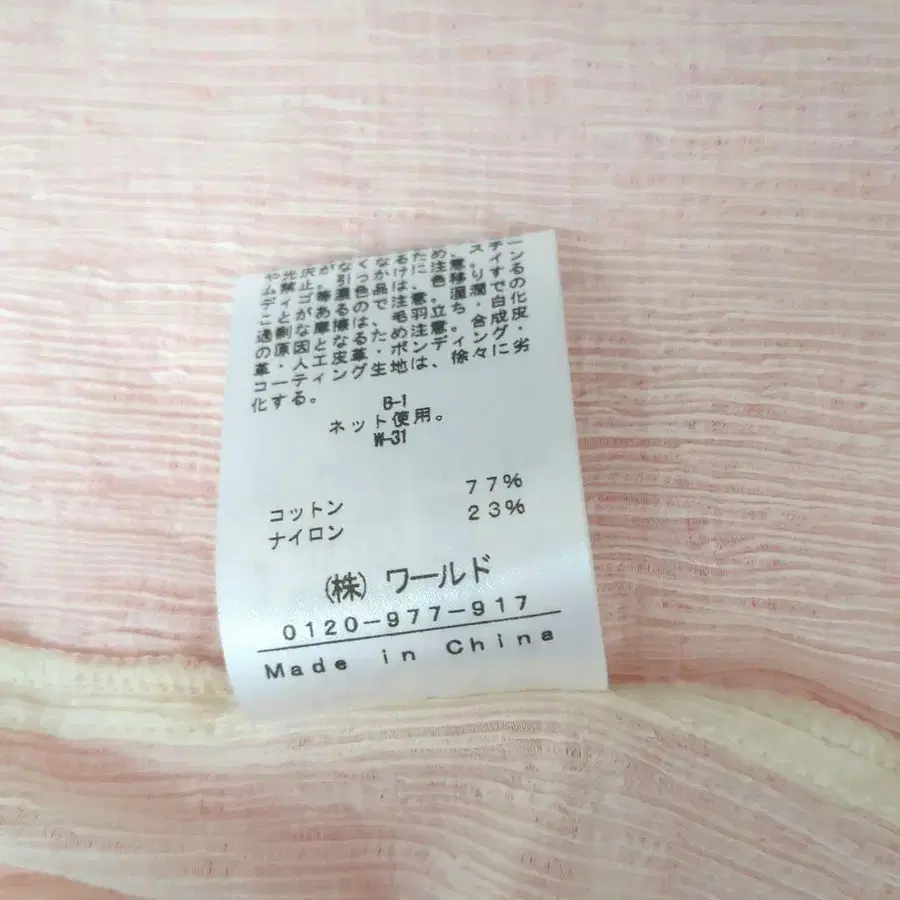 や光沢がなくなるため、スチーン
ム禁止。引っかけに注意。
ディゴ等濃色品は、色移りする
ことがあるので注意。湿潤での
過剰な摩擦は、毛羽立ち・白化
の原因となるため注意。合成皮
革・人工皮革・ボンディング・
コーティング生地は、徐々に劣
化する。
B-1
ネット使用。
W-31
コットン 77%
ナイロン 23%
(株)ワールド
0120-977-917
Made in China